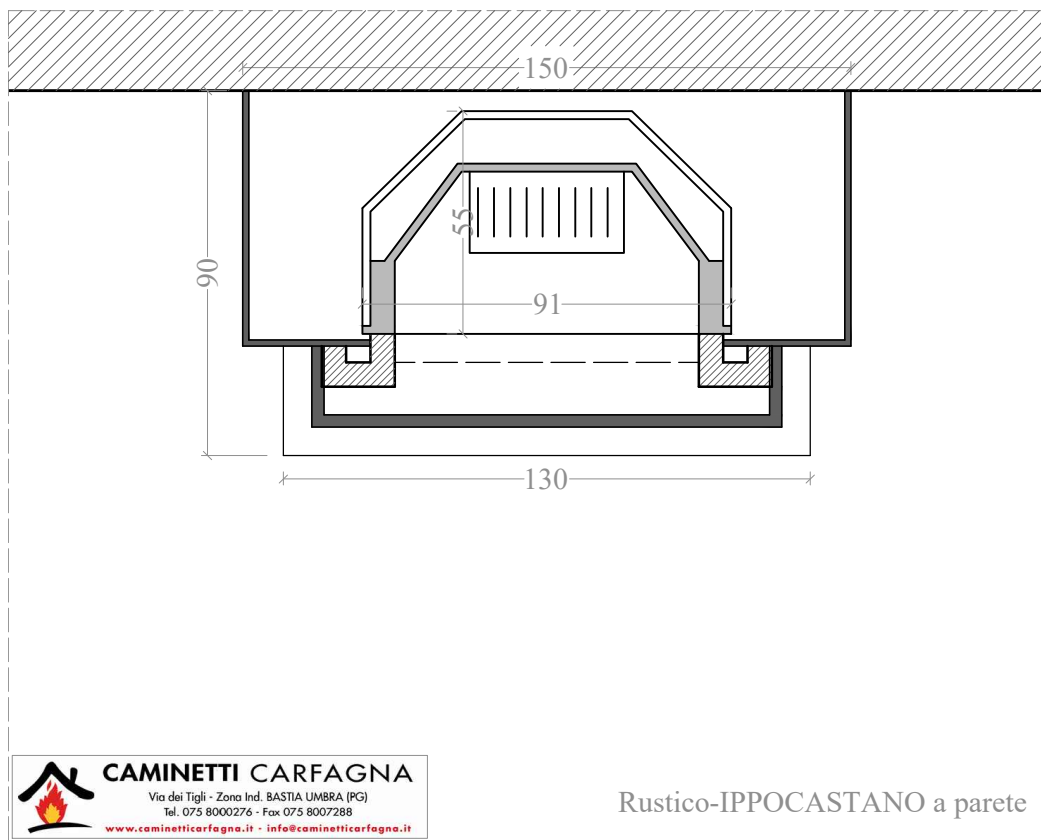 150
55
90
91
130
CAMINETTI CARFAGNA
Via dei Tigli - Zona Ind. BASTIA UMBRA (PG)
Tel. 075 8000276 - Fax 075 8007288
www.caminetticarfagna.it - info@caminetticarfagna.it
Rustico-IPPOCASTANO a parete